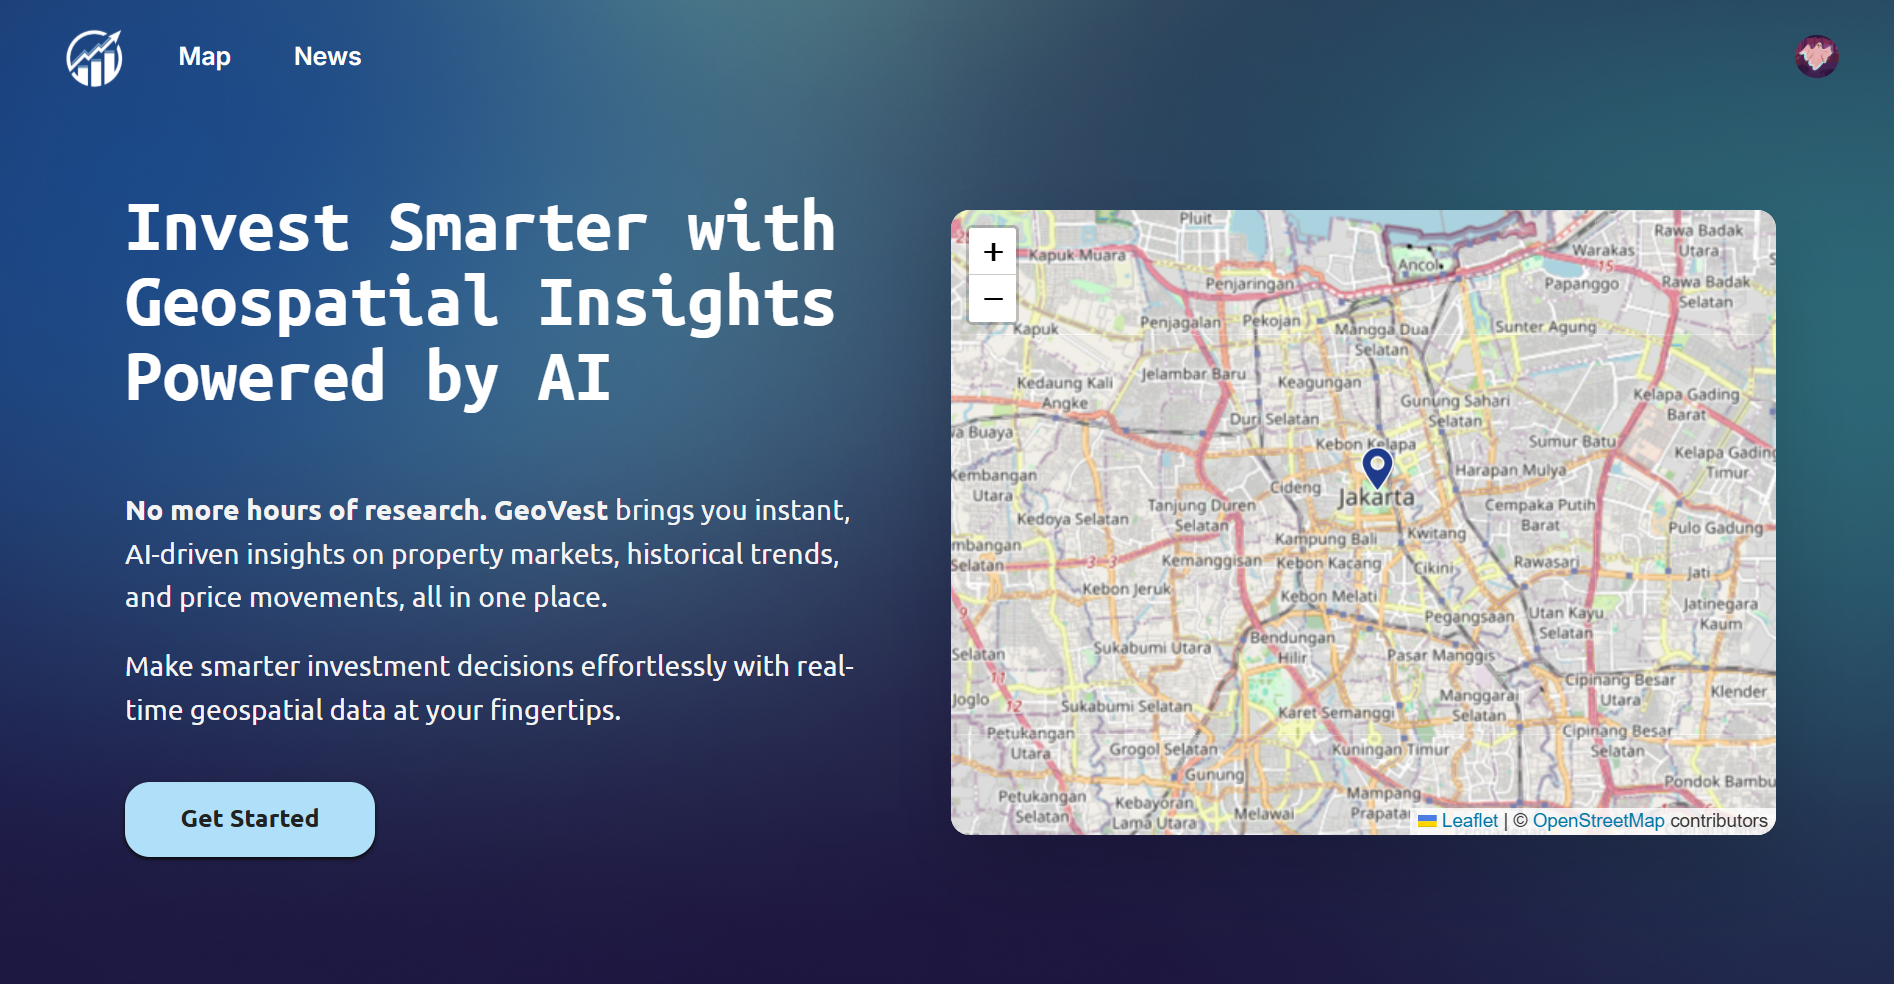 Map
News
Invest Smarter with
Geospatial Insights
Powered by AI
No more hours of research. GeoVest brings you instant,
AI-driven insights on property markets, historical trends,
and price movements, all in one place.
Make smarter investment decisions effortlessly with real-
time geospatial data at your fingertips.
Get Started
+
−
Pluit
Kapuk Muara
Ancol
Warakas
Rawa Badak
Utara
15
Penjaringan
Papanggo
Rawa Badak
Selatan
Kapuk
Penjagalan
Pekojan
Mangga Dua
Selatan
Sunter Agung
Kedaung Kali
Angke
Jelambar Baru
Keagungan
Gunung Sahari
Selatan
Kelapa Gading
Barat
Duri Selatan
wa Buaya
Kebon Kelapa
Sumur Batu
Kelapa Gading
Timur
Kembangan
Utara
Harapan Mulya
Cideng
Jakarta
Tanjung Duren
Selatan
Cempaka Putih
Barat
Kedoya Selatan
Pulo Gadung
Kwitang
Kampung Bali
mbangan
Selatan
3
3
Kemanggisan
Kebon Kacang
Cikini
Rawasari
Jati
Kebon Jeruk
Kebon Melati
Jatinegara
Kaum
9
Pegangsaan
Utan Kayu
Selatan
Bendungan
Hilir
Sukabumi Utara
Pasar Manggis
Selatan
11
Cipinang Besar
Utara
Klender
Joglo
12
Sukabumi Selatan
Karet Semanggi
Manggarai
Selatan
Petukangan
Utara
Grogol Selatan
Kuningan Timur
Cipinang Besar
Selatan
Gunung
Pondok Bambu
Petukangan
Selatan
Kebayoran
Lama Utara
Melawai
Mampang
Prapatan
Leaflet | © OpenStreetMap contributors